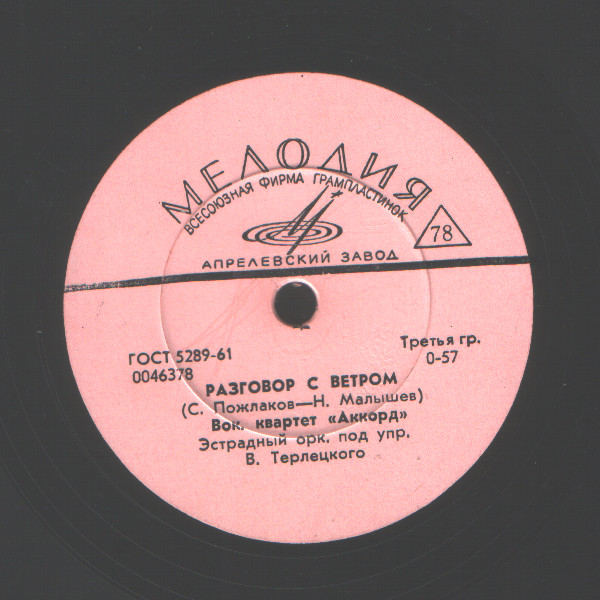 МЕЛОДИЯ
ВСЕСОЮЗНАЯ ФИРМА ГРАМПЛАСТИНОК
78
АПРЕЛЕВСКИЙ ЗАВОД
ГОСТ 5289-61
0046378
Третья гр.
0-57
РАЗГОВОР С ВЕТРОМ
(С. Пожлаков—Н. Малышев)
Вок. квартет «Аккорд»
Эстрадный орк. под упр.
В. Терлецкого